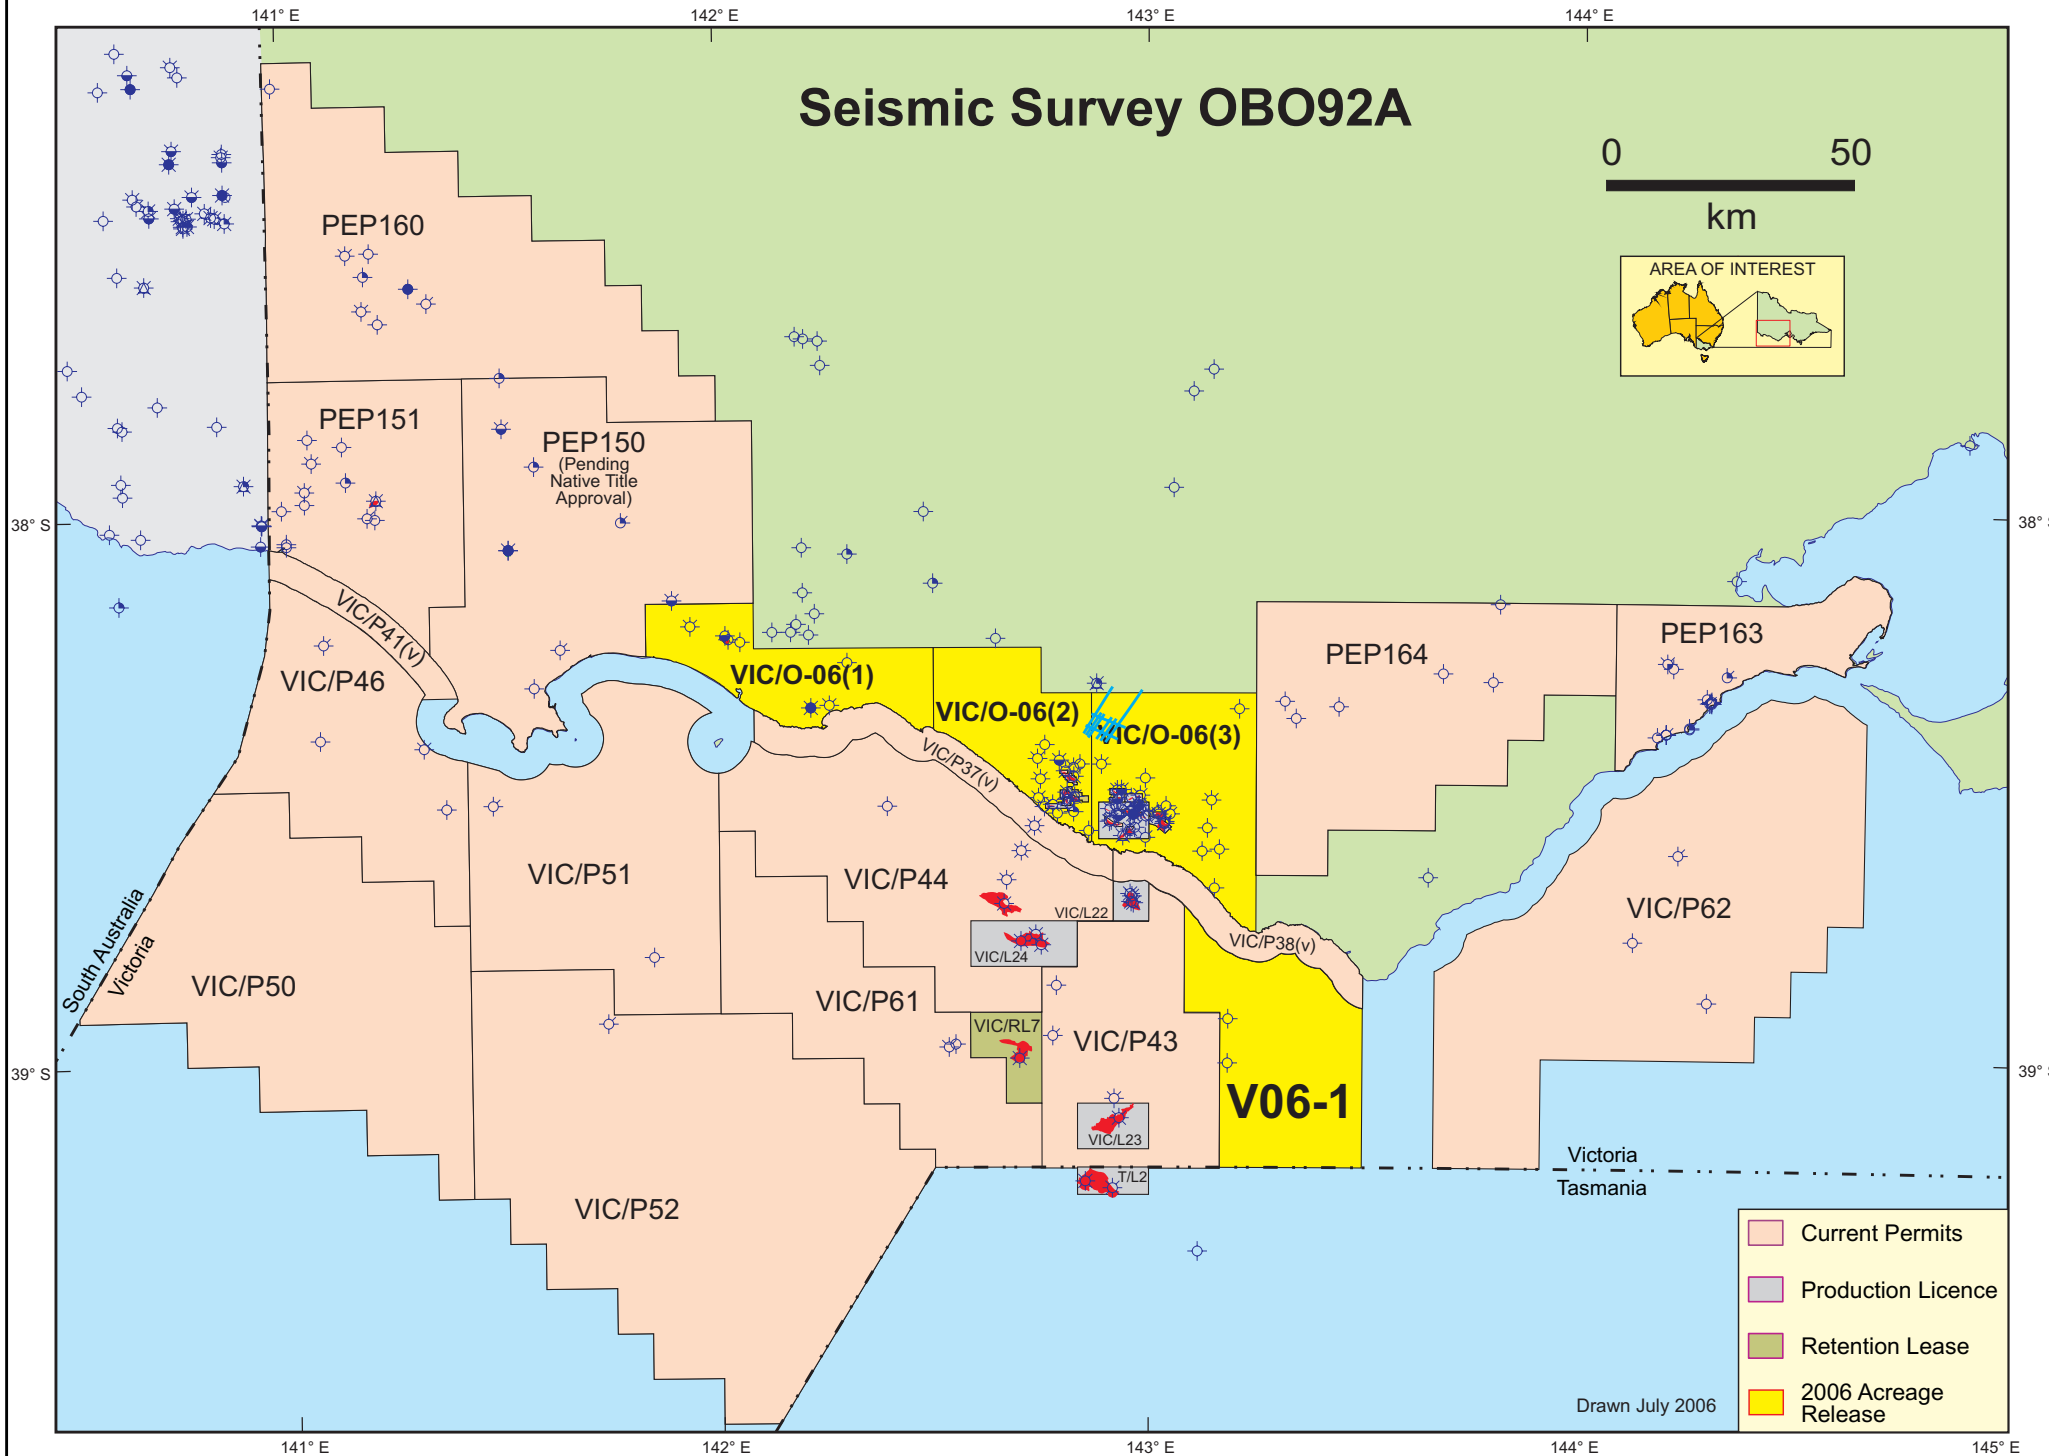 141° E
142° E
143° E
144° E
Seismic Survey OBO92A
0
50
km
AREA OF INTEREST
PEP160
PEP151
PEP150
(Pending
Native Title
Approval)
38° S
38° S
VIC/P41(v)
VIC/P46
VIC/O-06(1)
VIC/O-06(2)
VIC/O-06(3)
PEP164
PEP163
VIC/P37(v)
VIC/P51
VIC/P44
VIC/L22
VIC/P62
VIC/P38(v)
VIC/L24
South Australia
Victoria
VIC/P50
VIC/P61
VIC/RL7
VIC/P43
39° S
39° S
V06-1
VIC/L23
T/L2
Victoria
Tasmania
VIC/P52
Current Permits
Production Licence
Retention Lease
2006 Acreage
Release
Drawn July 2006
141° E
142° E
143° E
144° E
145° E